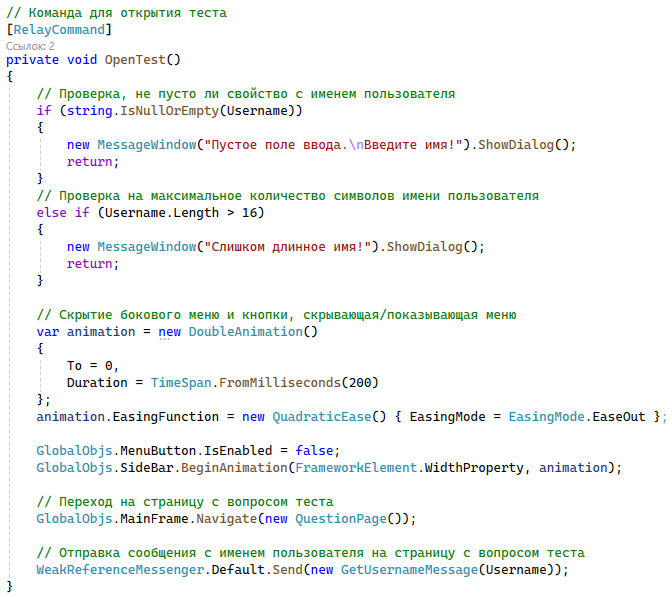 // Команда для открытия теста
[RelayCommand]
Ссылок: 2
private void OpenTest()
{
// Проверка, не пусто ли свойство с именем пользователя
if (string.IsNullOrEmpty(Username))
{
new MessageWindow("Пустое поле ввода.\nВведите имя!").ShowDialog();
return;
}
// Проверка на максимальное количество символов имени пользователя
else if (Username.Length > 16)
{
new MessageWindow("Слишком длинное имя!").ShowDialog();
return;
}
// Скрытие бокового меню и кнопки, скрывающая/показывающая меню
var animation = new DoubleAnimation()
{
To = 0,
Duration = TimeSpan.FromMilliseconds(200)
};
animation.EasingFunction = new QuadraticEase() { EasingMode = EasingMode.EaseOut };
GlobalObjs.MenuButton.IsEnabled = false;
GlobalObjs.SideBar.BeginAnimation(FrameworkElement.WidthProperty, animation);
// Переход на страницу с вопросом теста
GlobalObjs.MainFrame.Navigate(new QuestionPage());
// Отправка сообщения с именем пользователя на страницу с вопросом теста
WeakReferenceMessenger.Default.Send(new GetUsernameMessage(Username));
}